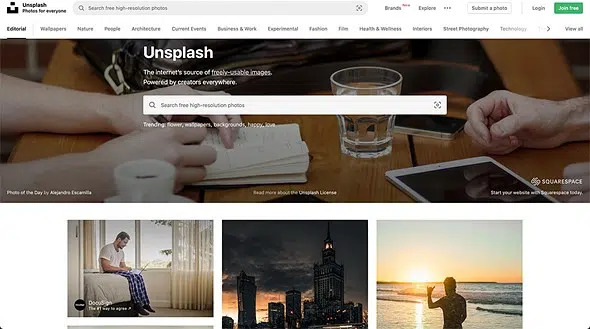 Unsplash
Photos for everyone
Search free high-resolution photos
Brands New
Explore
...
Submit a photo
Login
Join free
Editorial
Wallpapers
Nature
People
Architecture
Current Events
Business & Work
Experimental
Fashion
Film
Health & Wellness
Interiors
Street Photography
Technology
View all
Unsplash
The internet's source of freely-usable images.
Powered by creators everywhere.
Search free high-resolution photos
Trending: flower, wallpapers, backgrounds, happy, love
SQUARESPACE
Photo of the Day by Alejandro Escamilla
Read more about the Unsplash License
Start your website with Squarespace today.
DocuSign
The #1 way to agree ↗